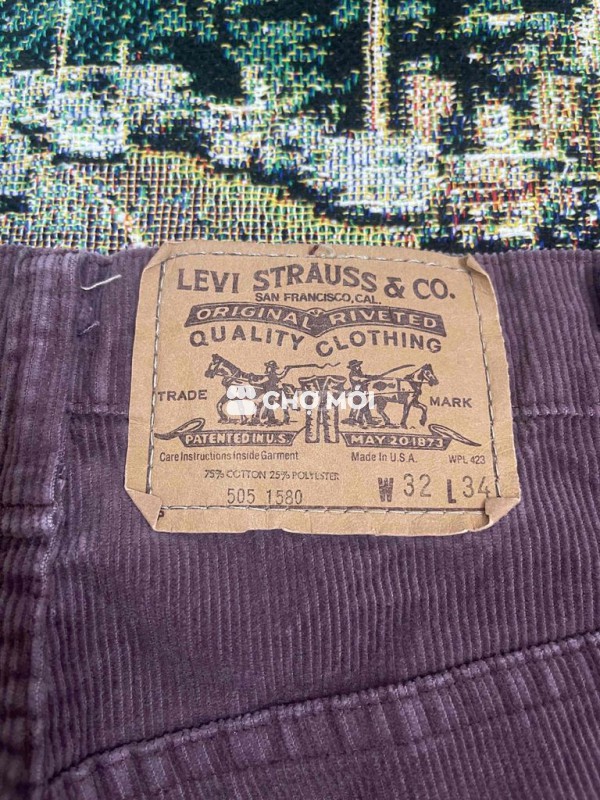 LEVI STRAUSS & CO.
SAN FRANCISCO, CAL.
ORIGINAL RIVETED
QUALITY CLOTHING
TRADE MARK
CHỢ MỚI
PATENTED IN U.S. MAY 20 1873
Care Instructions Inside Garment Made in U.S.A. WPL 423
75% COTTON 25% POLYESTER
505 1580 W 32 L 34